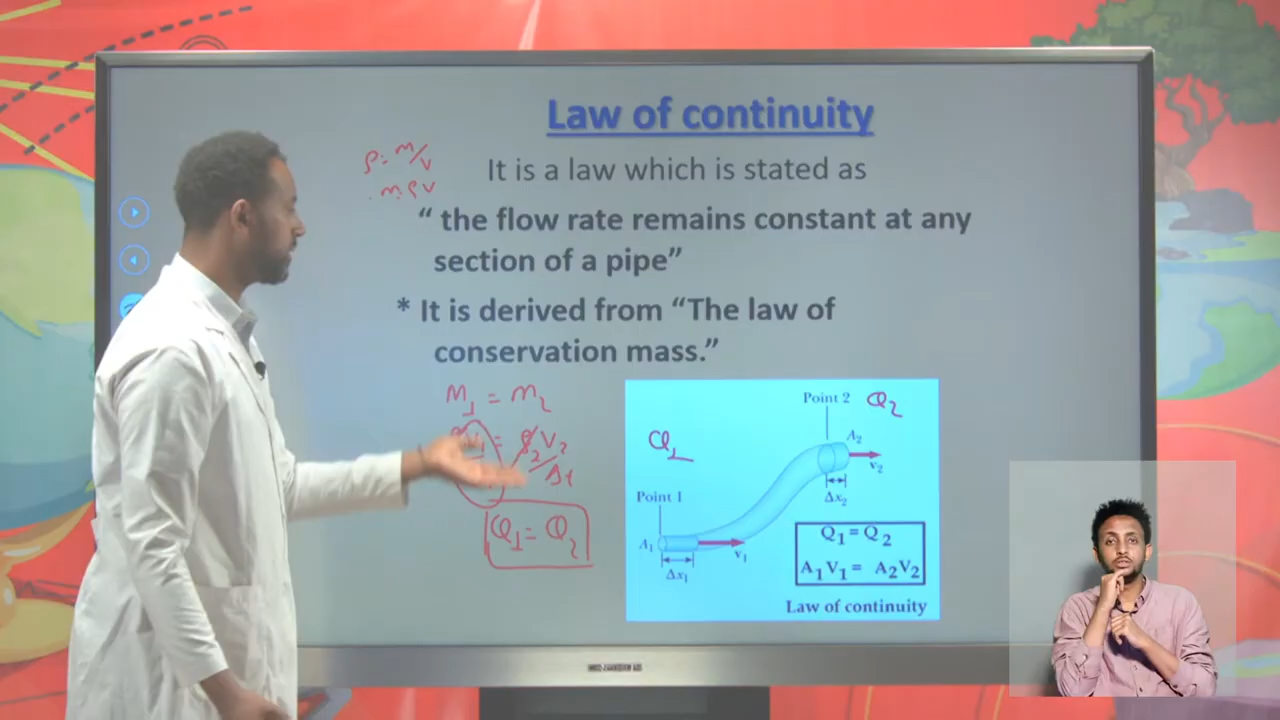 Law of continuity
ρ = m/v
m = ρv
It is a law which is stated as
“ the flow rate remains constant at any
section of a pipe”
* It is derived from “The law of
conservation mass.”
M₁ = m₂
V₂
/Δt
Q₁ = Q₂
Point 2 Q₂
Q₁
A₂
v₂
Δx₂
Point 1
A₁
v₁
Δx₁
Q₁ = Q₂
A₁V₁ = A₂V₂
Law of continuity